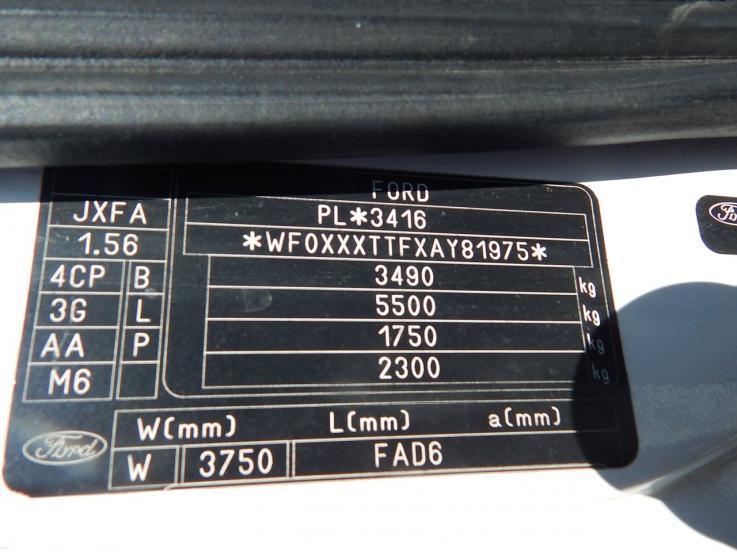 FORD
JXFA PL*3416
1.56 *WF0XXXTTFXAY81975*
4CP B 3490 kg
3G L 5500 kg
AA P 1750 kg
M6 2300 kg
W(mm) L(mm) a(mm)
Ford W 3750 FAD6